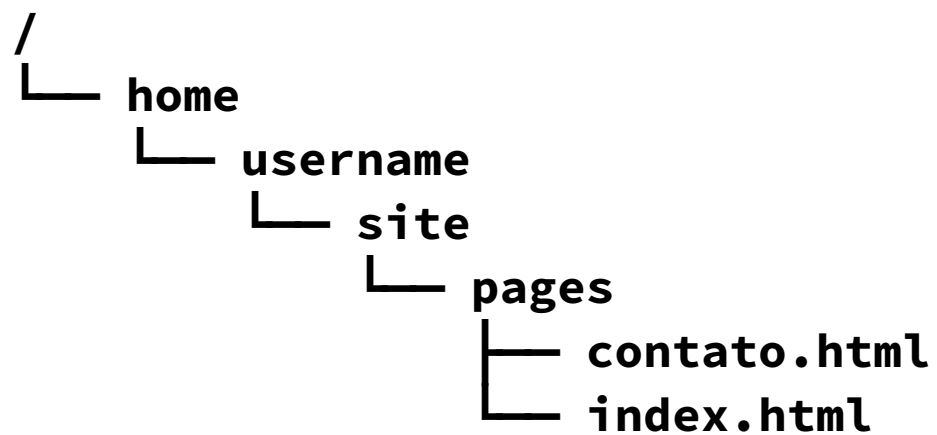 /
└── home
└── username
└── site
└── pages
├── contato.html
└── index.html